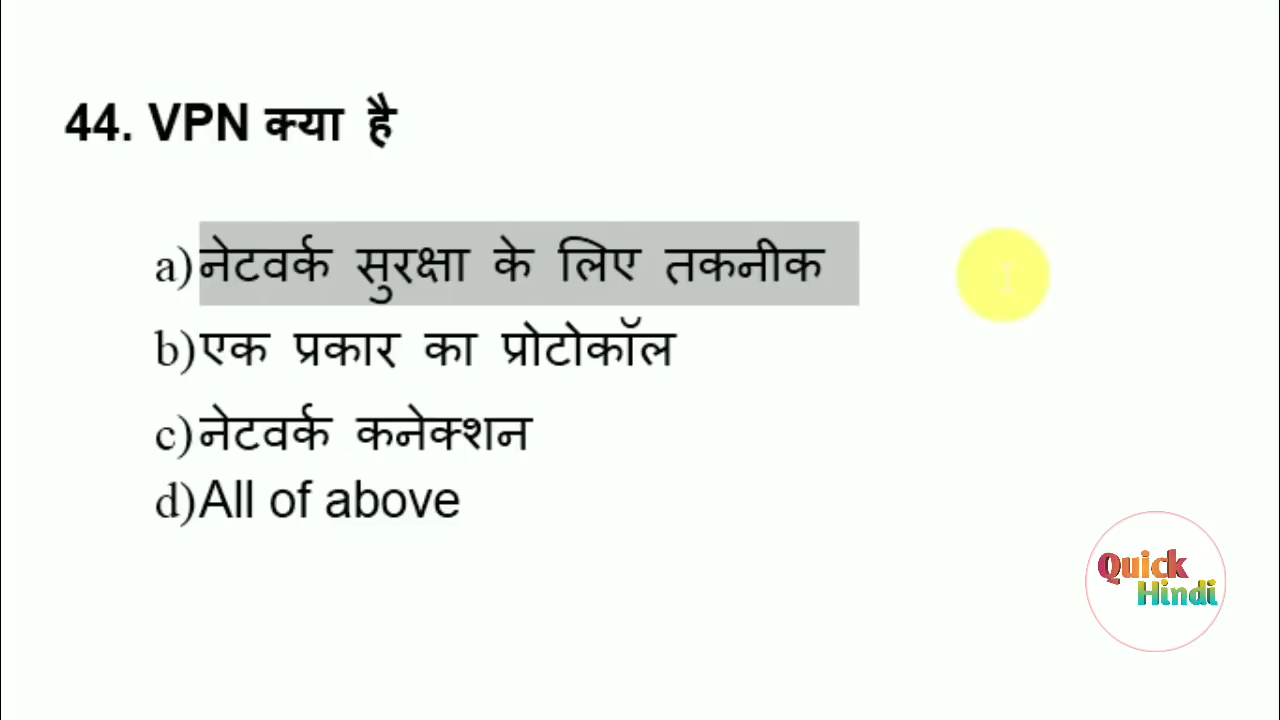 44. VPN क्या है
a) नेटवर्क सुरक्षा के लिए तकनीक
b) एक प्रकार का प्रोटोकॉल
c) नेटवर्क कनेक्शन
d) All of above
Quick
Hindi